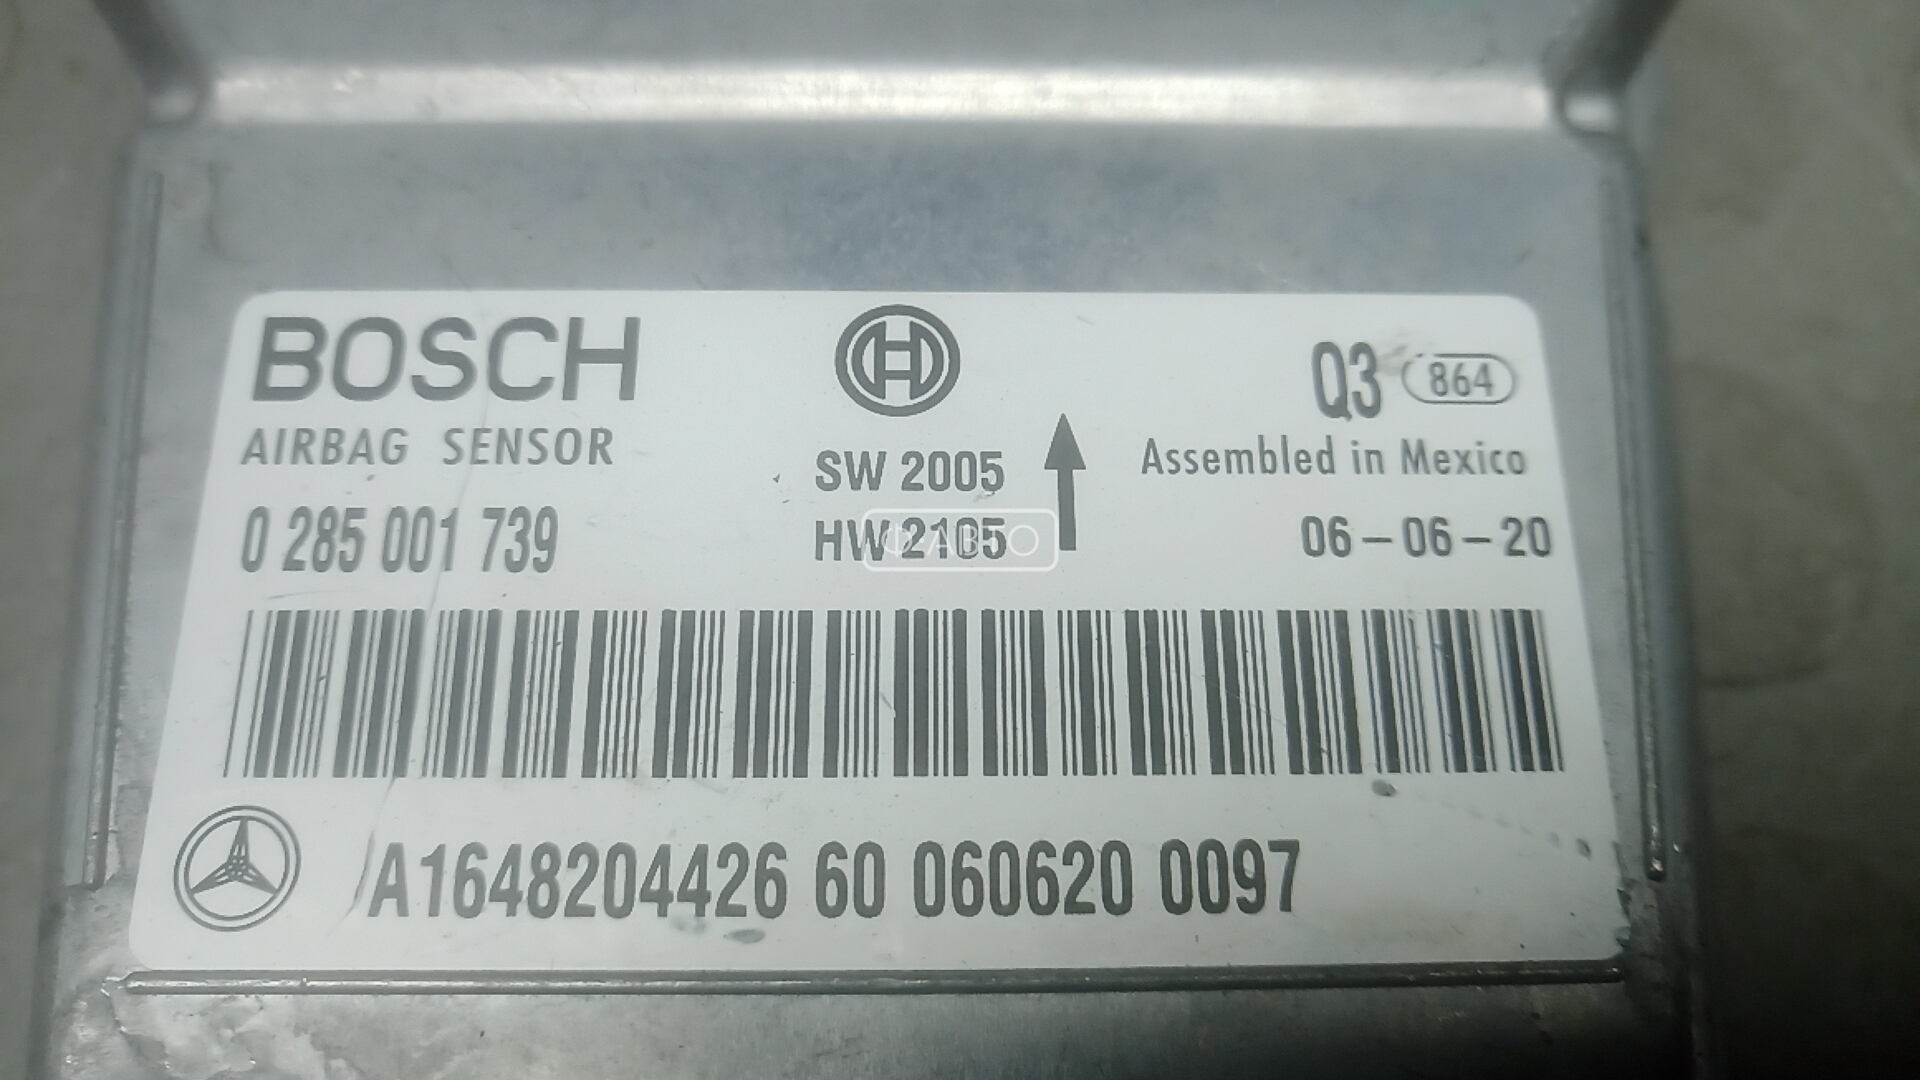 BOSCH
AIRBAG SENSOR
0 285 001 739
SW 2005
HW 2105
Q3 864
Assembled in Mexico
06-06-20
A1648204426 60 060620 0097